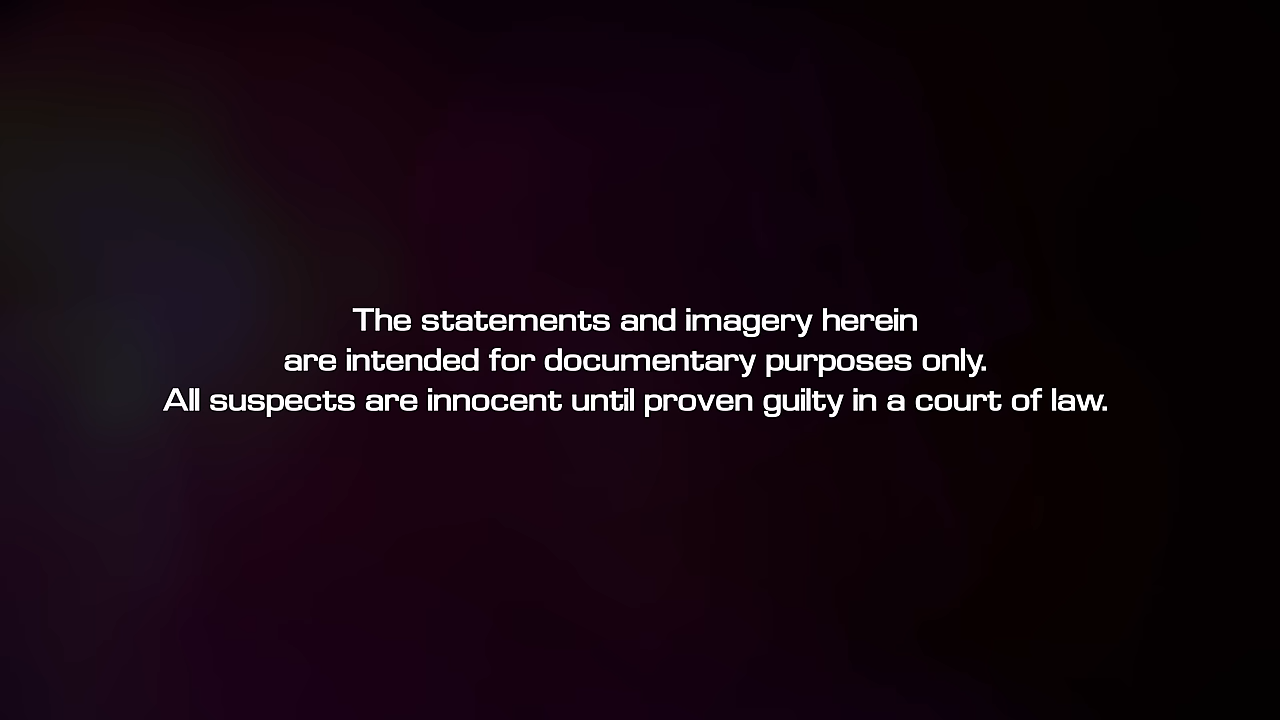 The statements and imagery herein
are intended for documentary purposes only.
All suspects are innocent until proven guilty in a court of law.